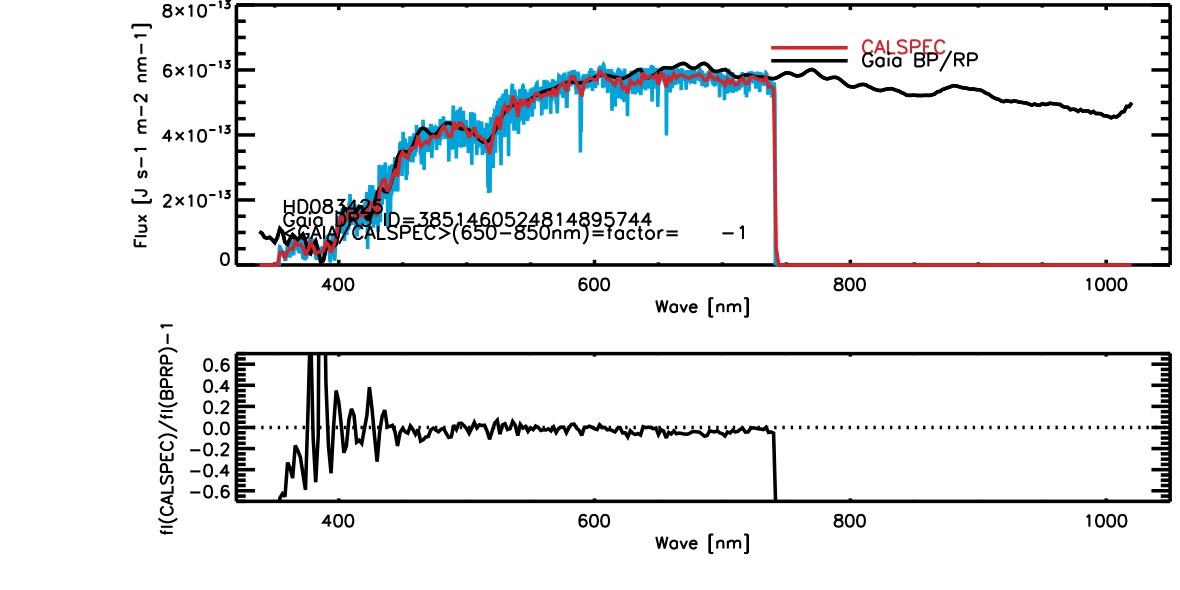 8×10−13
6×10−13
4×10−13
2×10−13
0
Flux [J s−1 m−2 nm−1]
CALSPEC
Gaia BP/RP
HD083425
Gaia DR3 ID=3851460524814895744
<GAIA/CALSPEC>(650−850nm)=factor= −1
400 600 800 1000
Wave [nm]
fl(CALSPEC)/fl(BPRP)−1
0.6
0.4
0.2
0.0
−0.2
−0.4
−0.6
400 600 800 1000
Wave [nm]